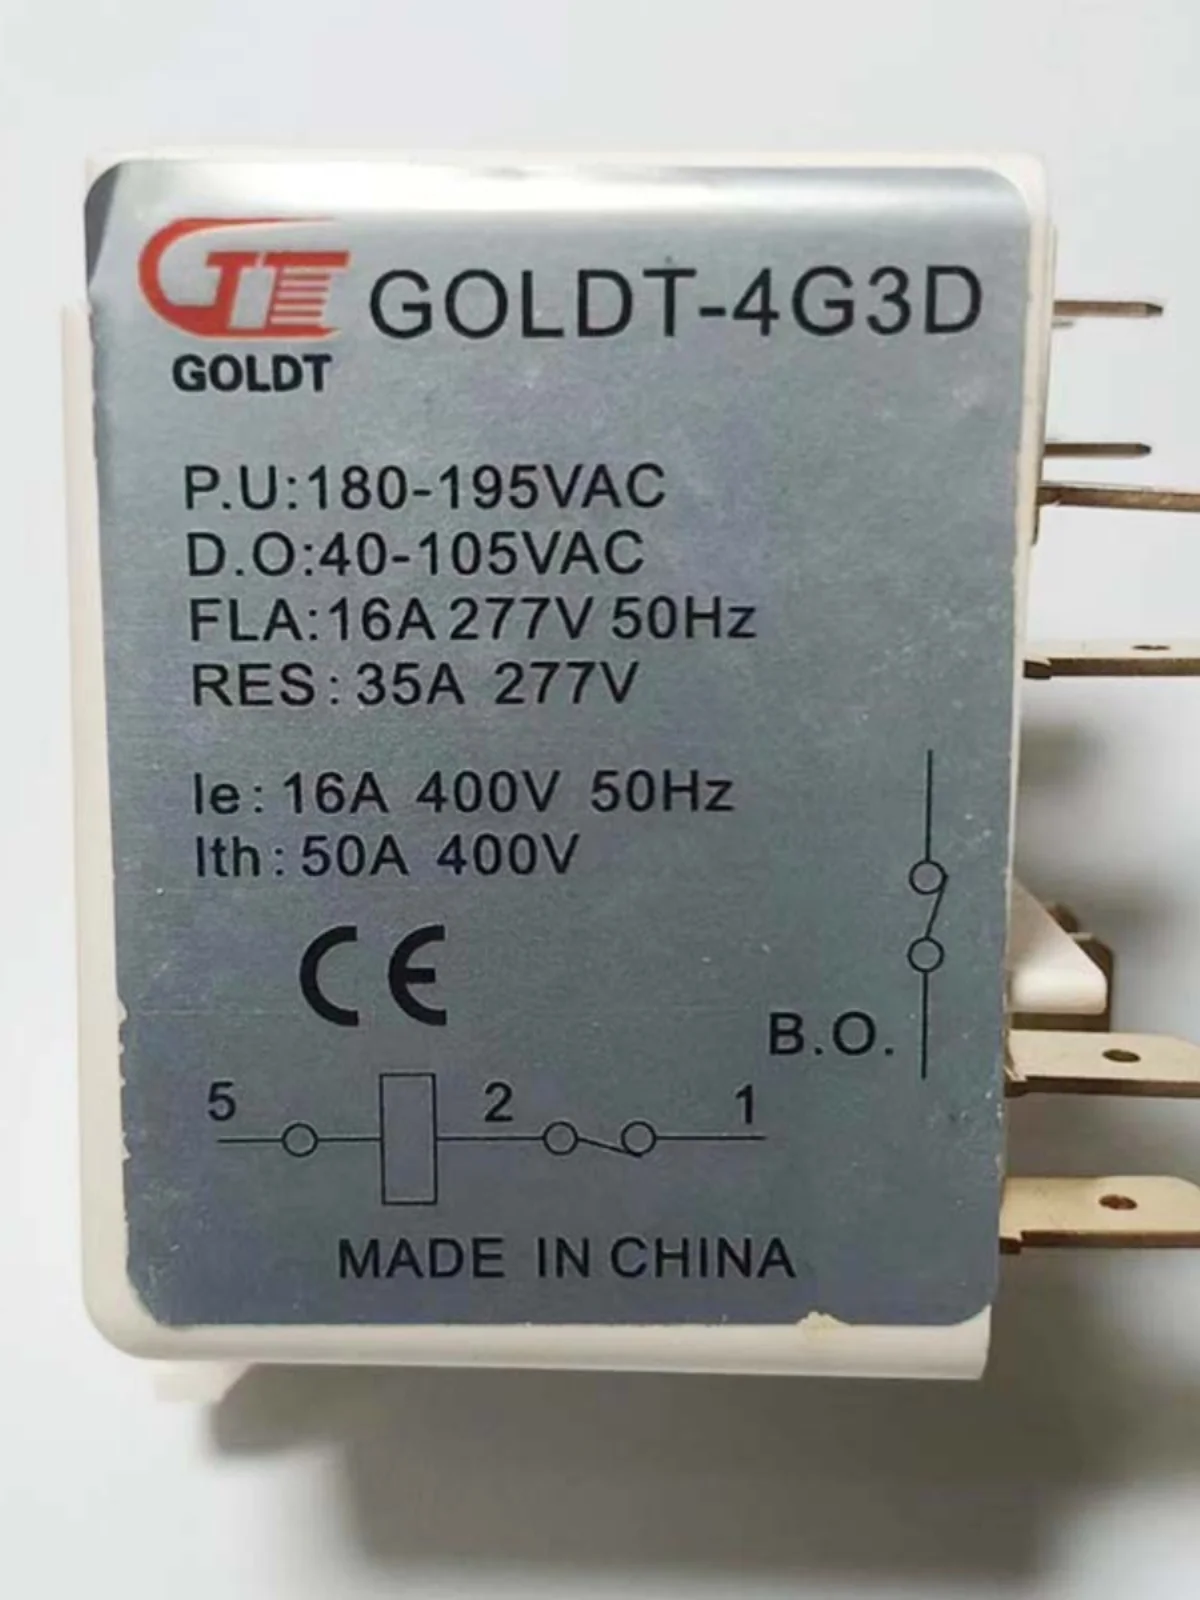 GOLDT-4G3D
GOLDT
P.U:180-195VAC
D.O:40-105VAC
FLA:16A 277V 50Hz
RES: 35A 277V
Ie: 16A 400V 50Hz
Ith: 50A 400V
CE
B.O.
5 2 1
MADE IN CHINA